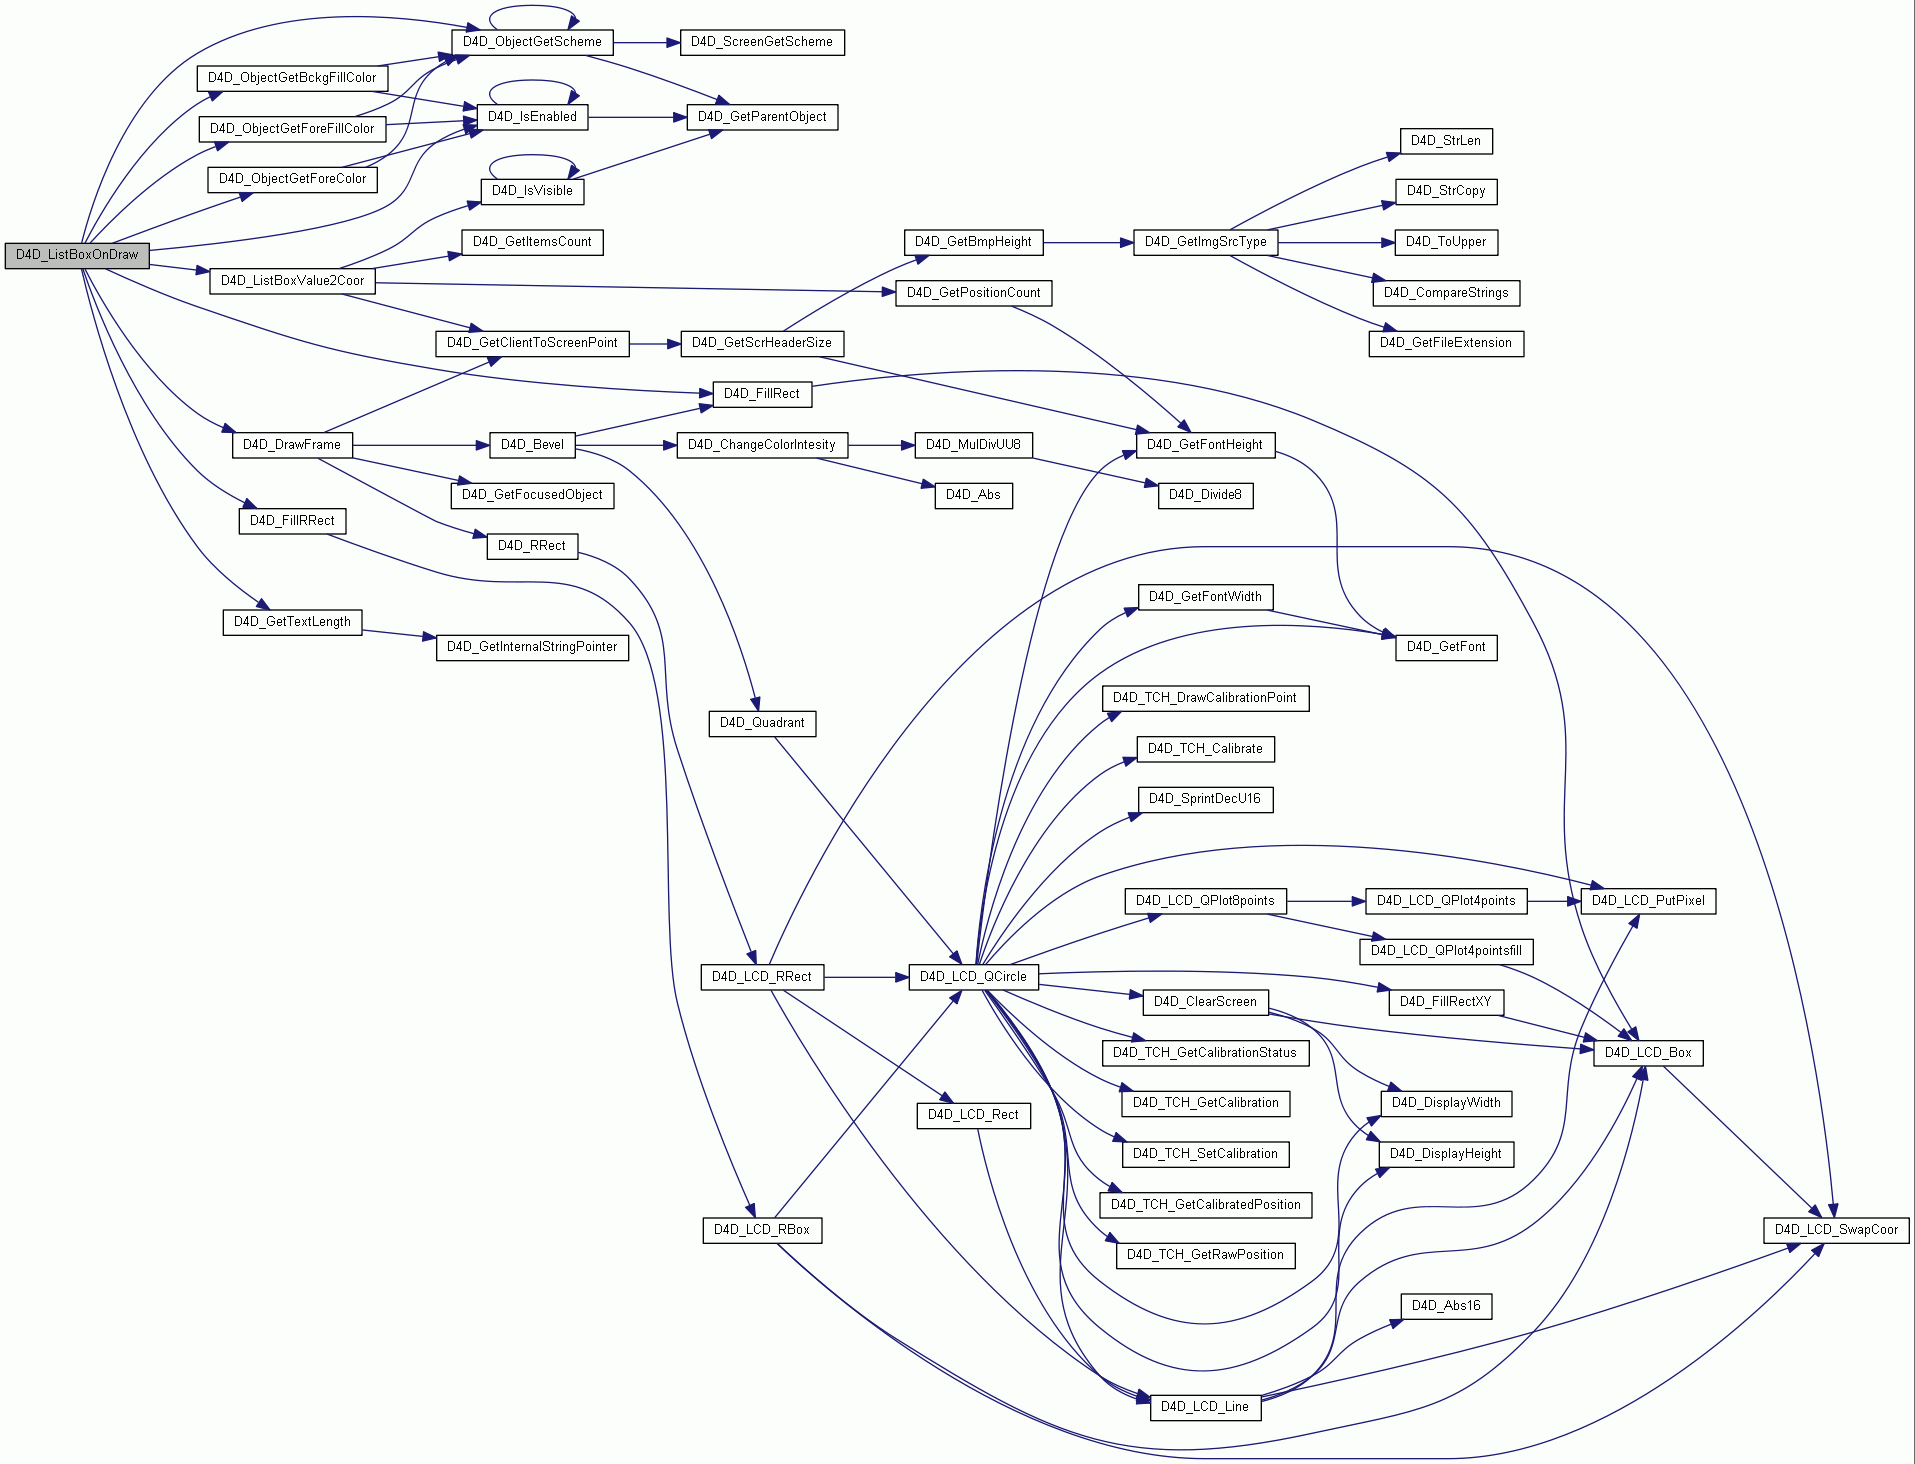 D4D_ObjectGetScheme
D4D_ScreenGetScheme
D4D_ObjectGetBckgFillColor
D4D_IsEnabled
D4D_GetParentObject
D4D_ObjectGetForeFillColor
D4D_StrLen
D4D_ObjectGetForeColor
D4D_IsVisible
D4D_StrCopy
D4D_GetItemsCount
D4D_GetBmpHeight
D4D_GetImgSrcType
D4D_ToUpper
D4D_ListBoxOnDraw
D4D_ListBoxValue2Coor
D4D_GetPositionCount
D4D_CompareStrings
D4D_GetClientToScreenPoint
D4D_GetScrHeaderSize
D4D_GetFileExtension
D4D_FillRect
D4D_DrawFrame
D4D_Bevel
D4D_ChangeColorIntesity
D4D_MulDivUU8
D4D_GetFontHeight
D4D_GetFocusedObject
D4D_Abs
D4D_Divide8
D4D_FillRRect
D4D_RRect
D4D_GetFontWidth
D4D_GetTextLength
D4D_GetInternalStringPointer
D4D_GetFont
D4D_TCH_DrawCalibrationPoint
D4D_Quadrant
D4D_TCH_Calibrate
D4D_SprintDecU16
D4D_LCD_QPlot8points
D4D_LCD_QPlot4points
D4D_LCD_PutPixel
D4D_LCD_QPlot4pointsfill
D4D_LCD_RRect
D4D_LCD_QCircle
D4D_ClearScreen
D4D_FillRectXY
D4D_TCH_GetCalibrationStatus
D4D_LCD_Box
D4D_TCH_GetCalibration
D4D_DisplayWidth
D4D_LCD_Rect
D4D_TCH_SetCalibration
D4D_DisplayHeight
D4D_TCH_GetCalibratedPosition
D4D_LCD_RBox
D4D_LCD_SwapCoor
D4D_TCH_GetRawPosition
D4D_Abs16
D4D_LCD_Line